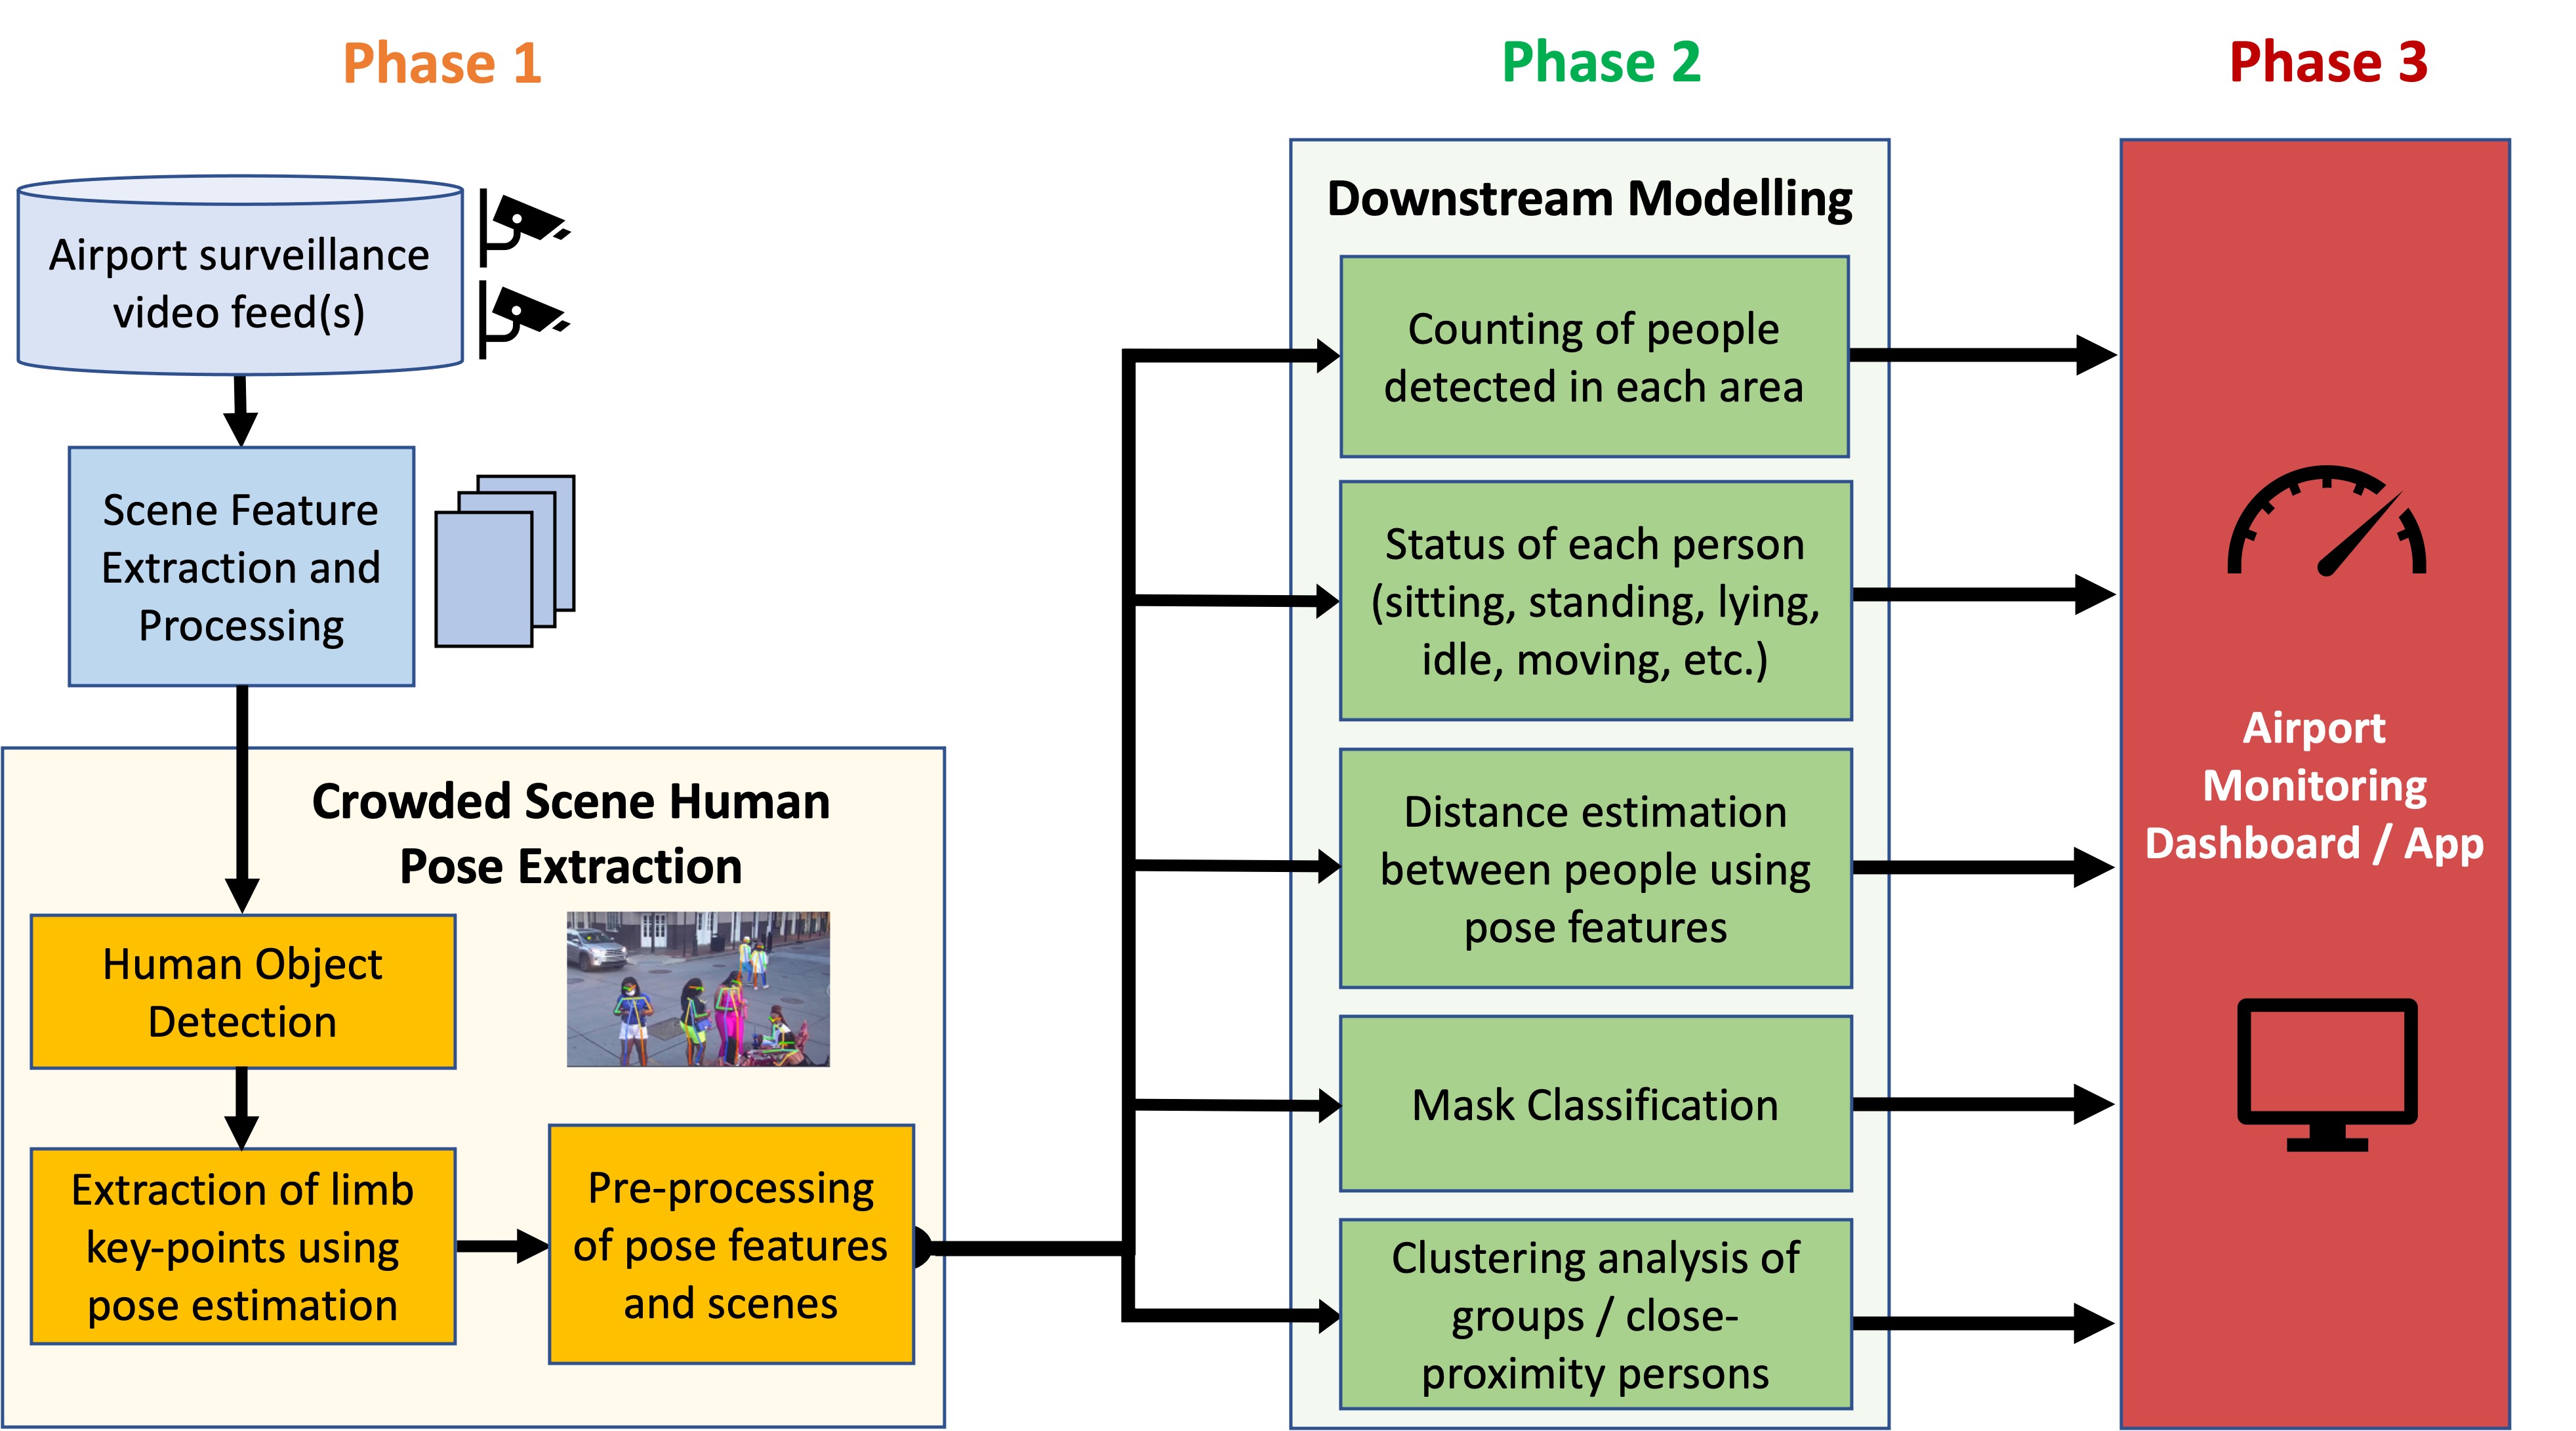 Phase 1
Phase 2
Phase 3
Airport surveillance
video feed(s)
Scene Feature
Extraction and
Processing
Crowded Scene Human
Pose Extraction
Human Object
Detection
Extraction of limb
key-points using
pose estimation
Pre-processing
of pose features
and scenes
Downstream Modelling
Counting of people
detected in each area
Status of each person
(sitting, standing, lying,
idle, moving, etc.)
Distance estimation
between people using
pose features
Mask Classification
Clustering analysis of
groups / close-
proximity persons
Airport
Monitoring
Dashboard / App